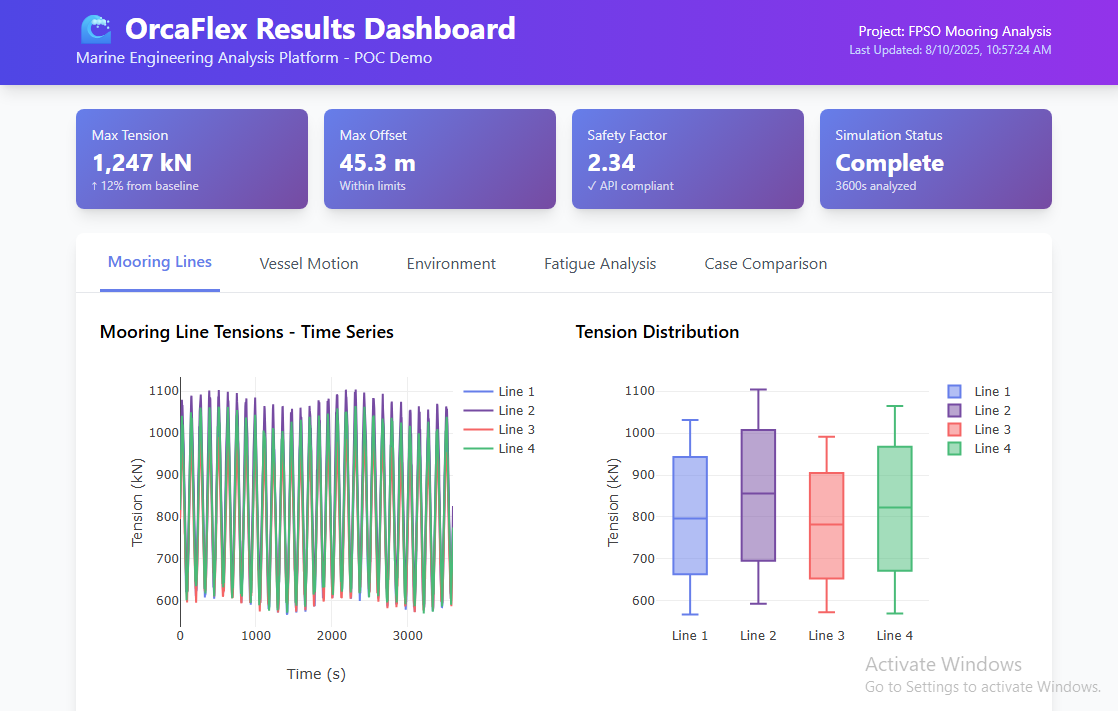 OrcaFlex Results Dashboard
Marine Engineering Analysis Platform - POC Demo
Project: FPSO Mooring Analysis
Last Updated: 8/10/2025, 10:57:24 AM
Max Tension
1,247 kN
↑ 12% from baseline
Max Offset
45.3 m
Within limits
Safety Factor
2.34
✓ API compliant
Simulation Status
Complete
3600s analyzed
Mooring Lines
Vessel Motion
Environment
Fatigue Analysis
Case Comparison
Mooring Line Tensions - Time Series
Tension (kN)
1100
1000
900
800
700
600
0 1000 2000 3000
Time (s)
Line 1
Line 2
Line 3
Line 4
Tension Distribution
Tension (kN)
1100
1000
900
800
700
600
Line 1 Line 2 Line 3 Line 4
Line 1
Line 2
Line 3
Line 4
Activate Windows
Go to Settings to activate Windows.